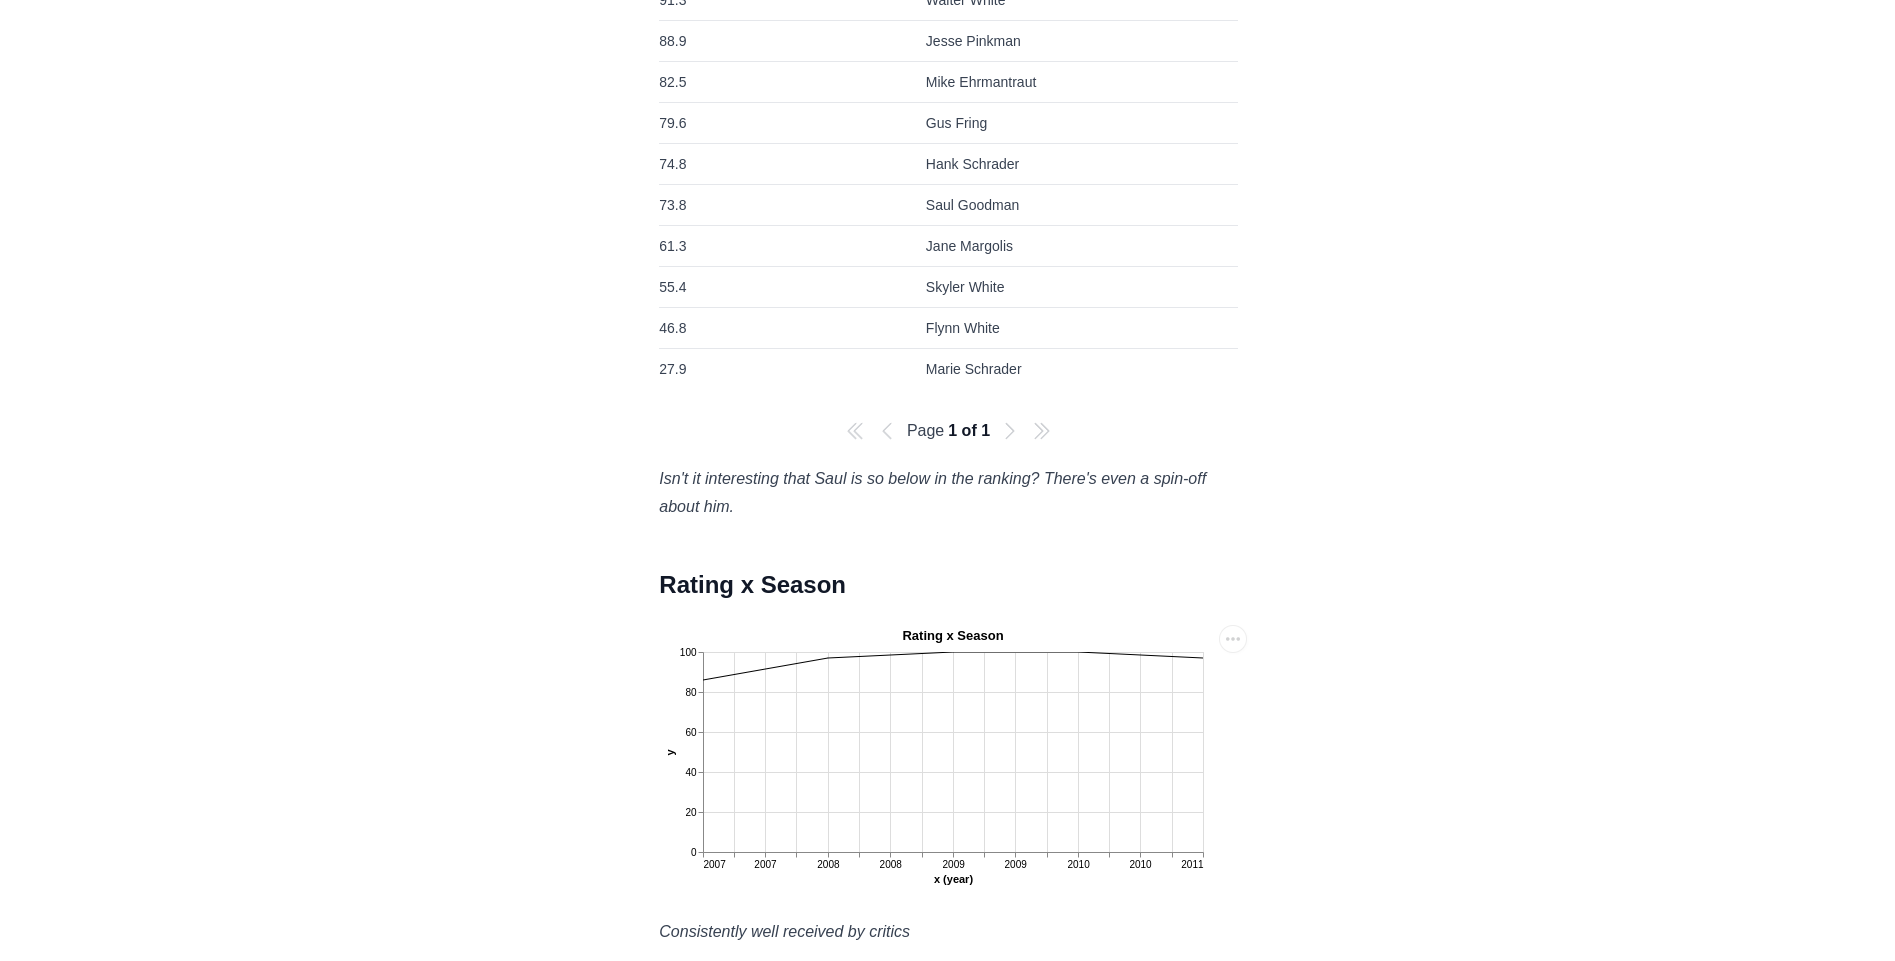 91.3 Walter White
88.9 Jesse Pinkman
82.5 Mike Ehrmantraut
79.6 Gus Fring
74.8 Hank Schrader
73.8 Saul Goodman
61.3 Jane Margolis
55.4 Skyler White
46.8 Flynn White
27.9 Marie Schrader
Page 1 of 1
Isn't it interesting that Saul is so below in the ranking? There's even a spin-off
about him.
Rating x Season
Rating x Season
100
80
60
y
40
20
0
2007 2007 2008 2008 2009 2009 2010 2010 2011
x (year)
Consistently well received by critics